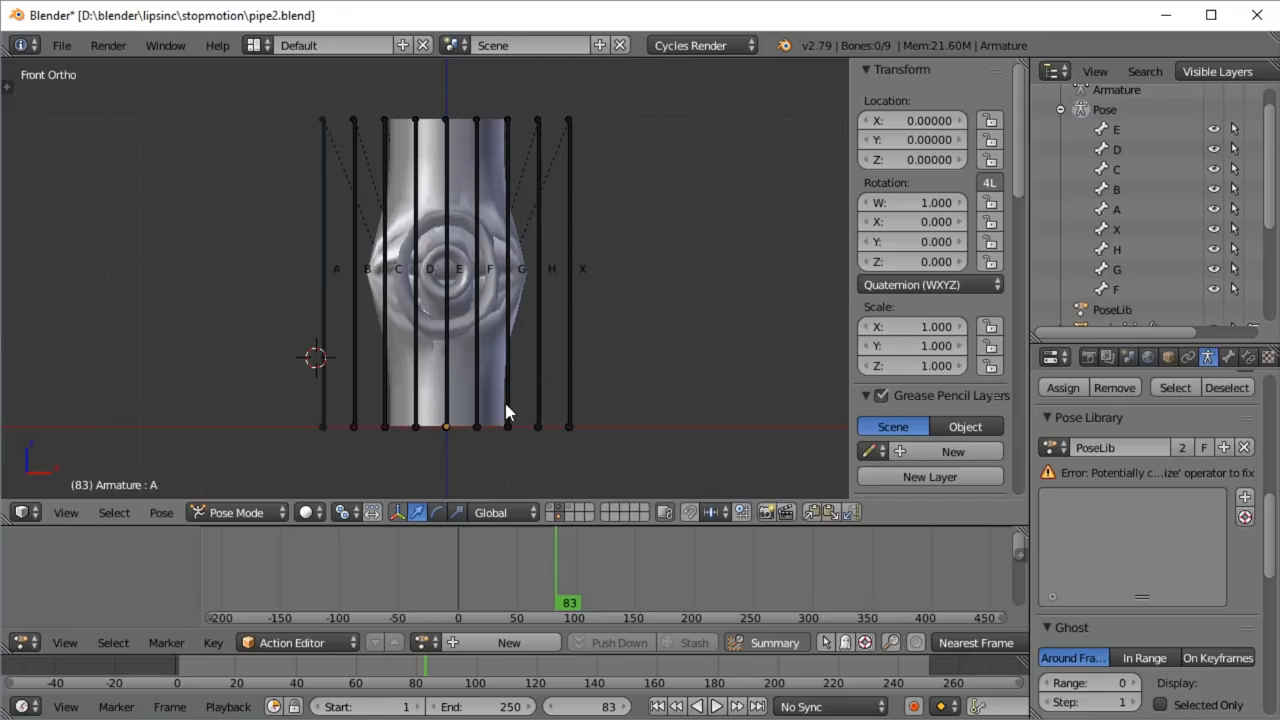 Blender* [D:\blender\lipsinc\stopmotion\pipe2.blend]
File Render Window Help Default Scene Cycles Render v2.79 | Bones:0/9 | Mem:21.60M | Armature
Front Ortho
A B C D E F G H X
z
x
(83) Armature : A
View Select Pose Pose Mode Global
Transform
Location:
X: 0.00000
Y: 0.00000
Z: 0.00000
Rotation: 4L
W: 1.000
X: 0.000
Y: 0.000
Z: 0.000
Quaternion (WXYZ)
Scale:
X: 1.000
Y: 1.000
Z: 1.000
Grease Pencil Layers
Scene Object
New
New Layer
View Search Visible Layers
Armature
Pose
E
D
C
B
A
X
H
G
F
PoseLib
Assign Remove Select Deselect
Pose Library
PoseLib 2 F
Error: Potentially c...ize' operator to fix
Ghost
Around Fra... In Range On Keyframes
Range: 0 Display:
Step: 1 Selected Only
83
-200 -150 -100 -50 0 50 100 150 200 250 300 350 400 450
View Select Marker Key Action Editor New Push Down Stash Summary Nearest Frame
-40 -20 0 20 40 60 80 100 120 140 160 180 200 220 240 260
View Marker Frame Playback Start: 1 End: 250 83 No Sync